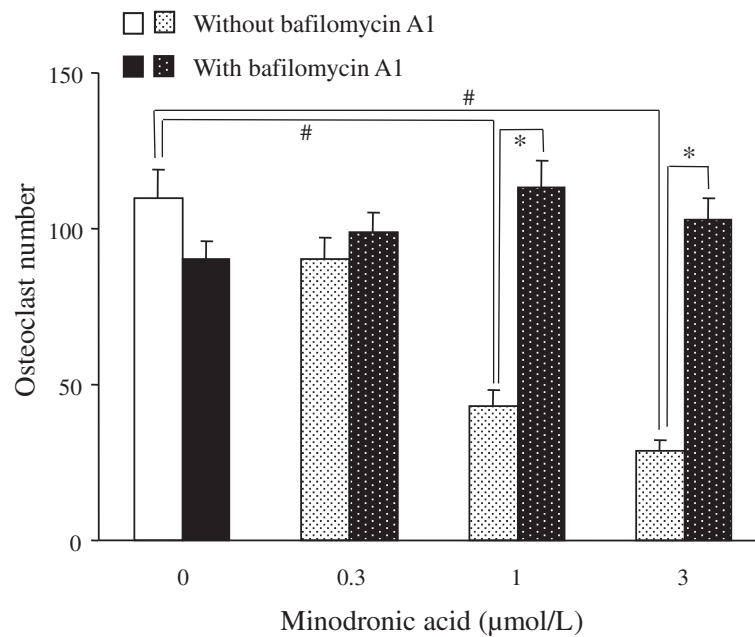 Without bafilomycin A1
With bafilomycin A1
150
100
50
0
Osteoclast number
#
#
*
*
0 0.3 1 3
Minodronic acid (μmol/L)